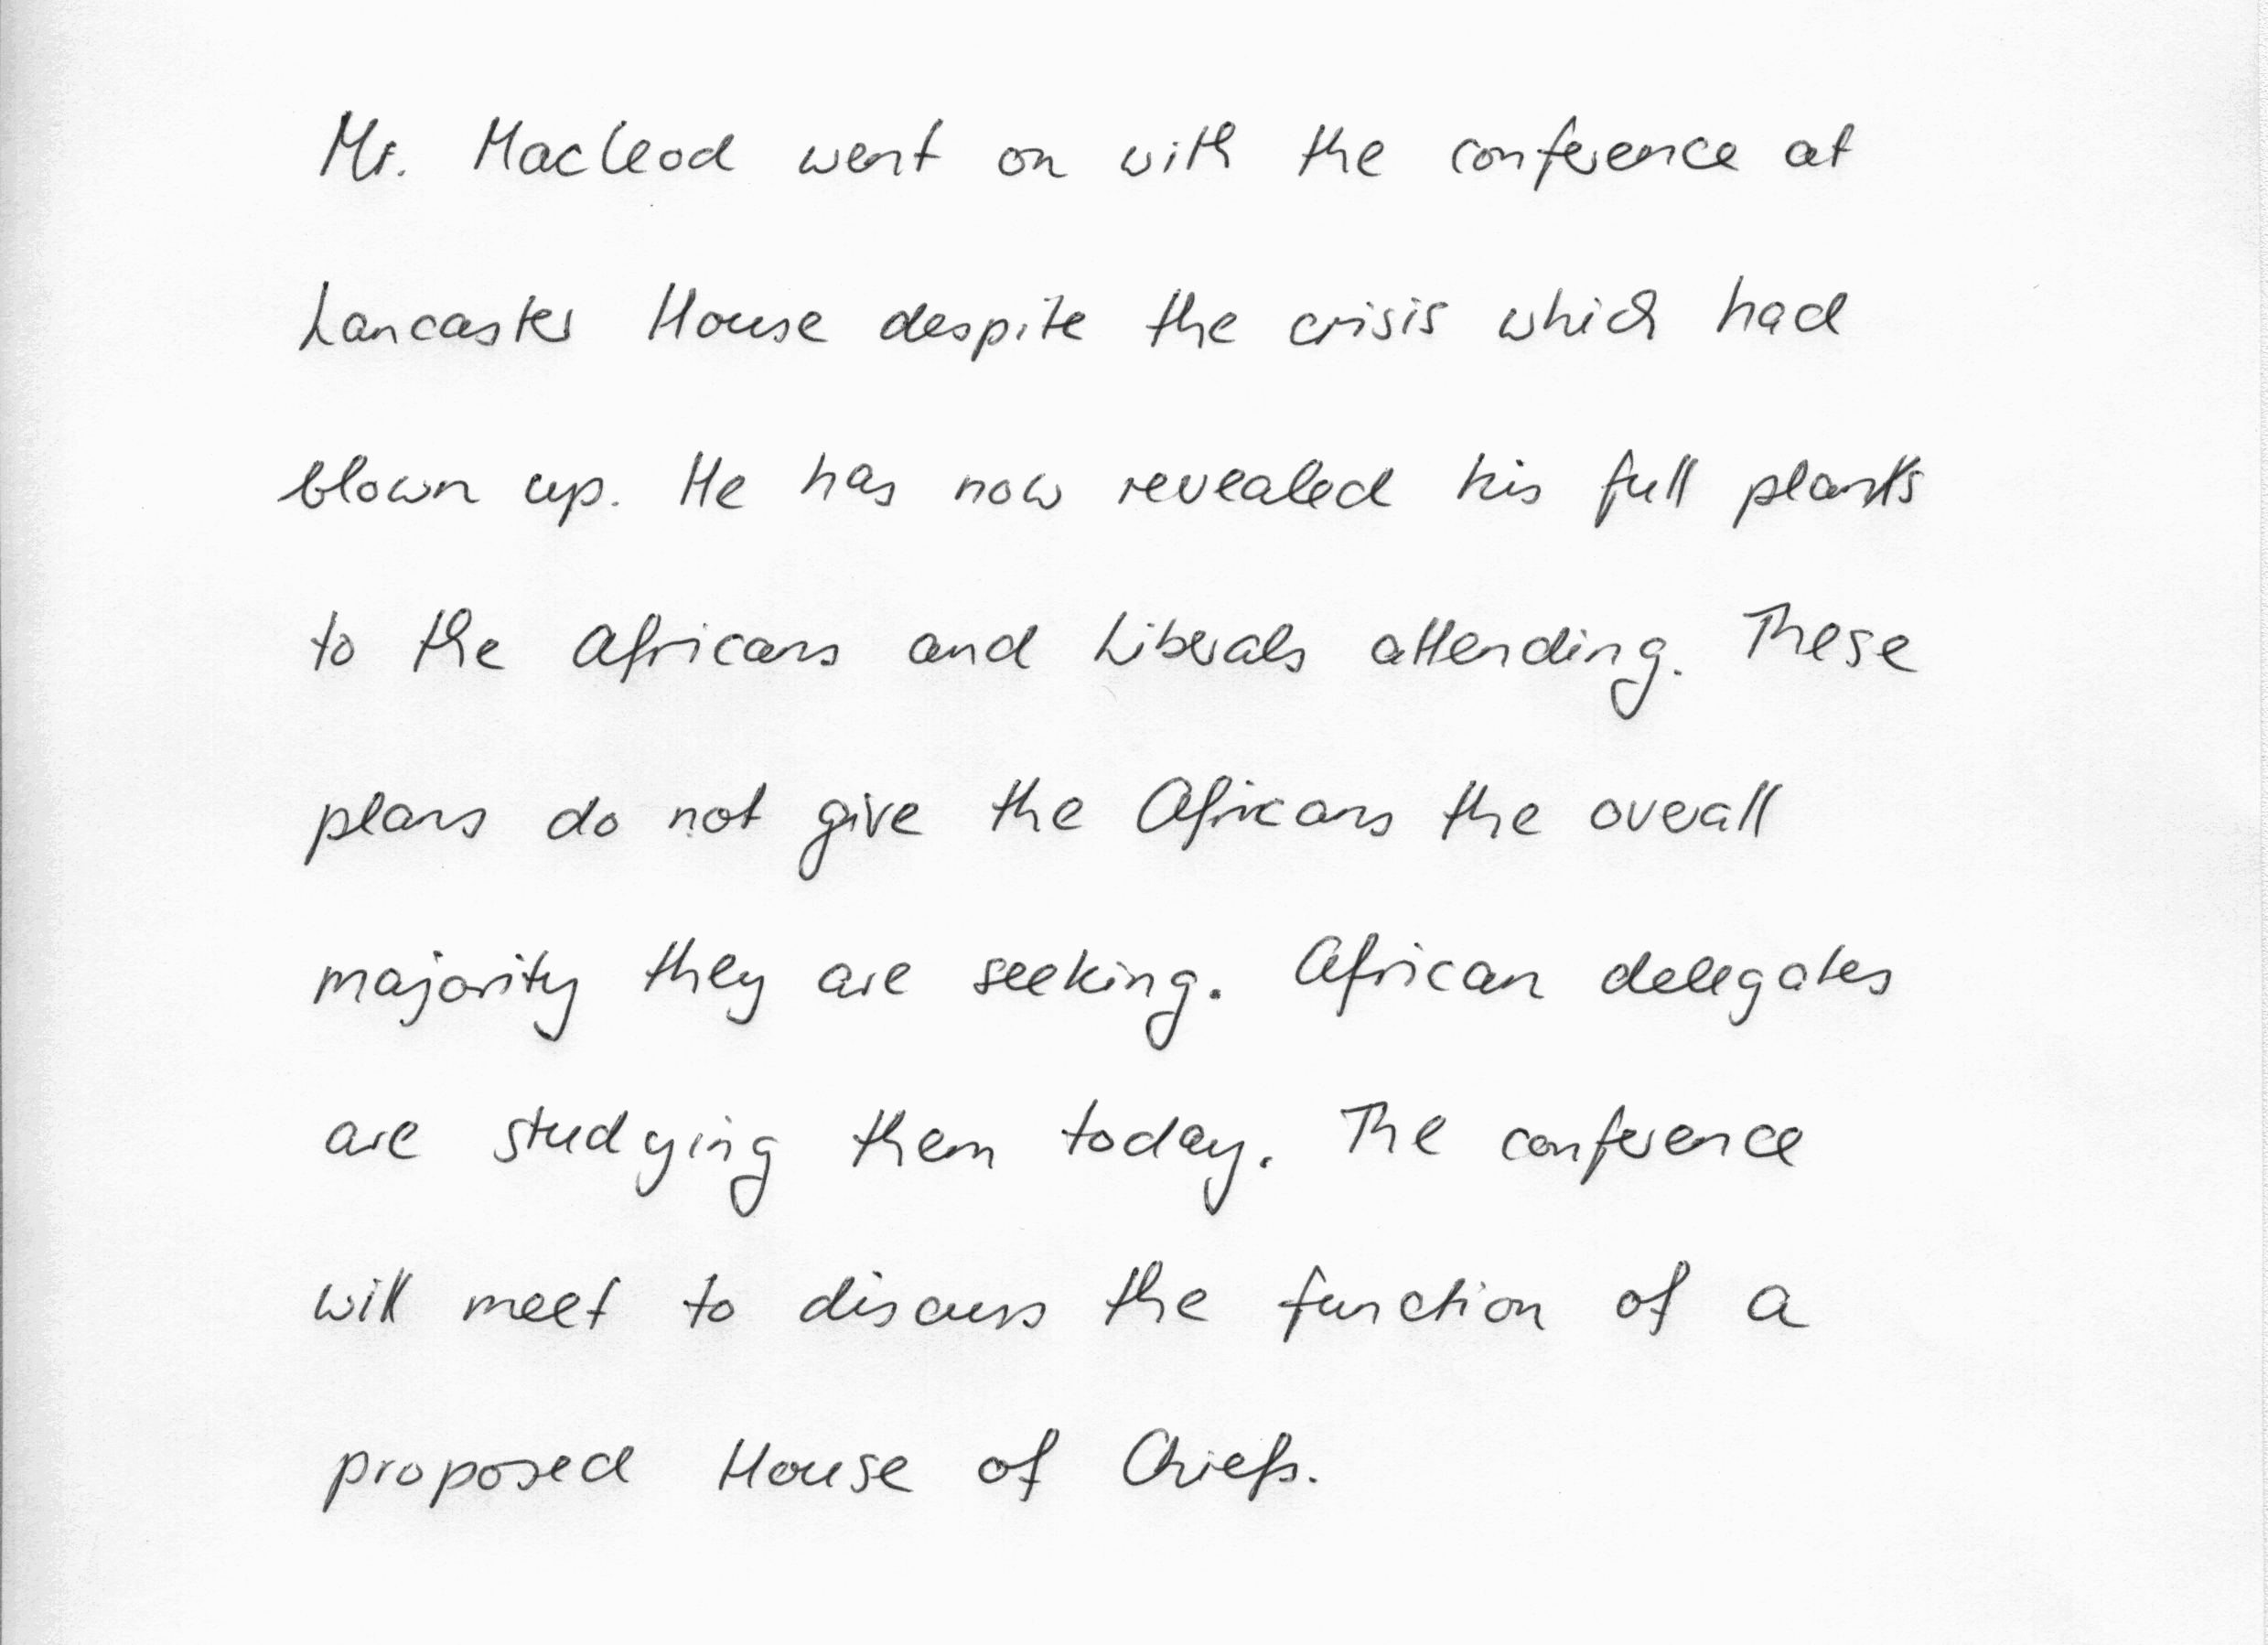 Mr. Macleod went on with the conference at
Lancaster House despite the crisis which had
blown up. He has now revealed his full plans
to the Africans and Liberals attending. These
plans do not give the Africans the overall
majority they are seeking. African delegates
are studying them today. The conference
will meet to discuss the function of a
proposed House of Chiefs.